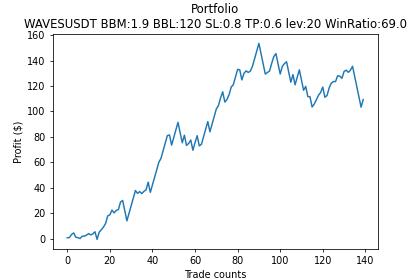 Portfolio
WAVESUSDT BBM:1.9 BBL:120 SL:0.8 TP:0.6 lev:20 WinRatio:69.0
160
140
120
100
80
60
40
20
0
Profit ($)
0 20 40 60 80 100 120 140
Trade counts